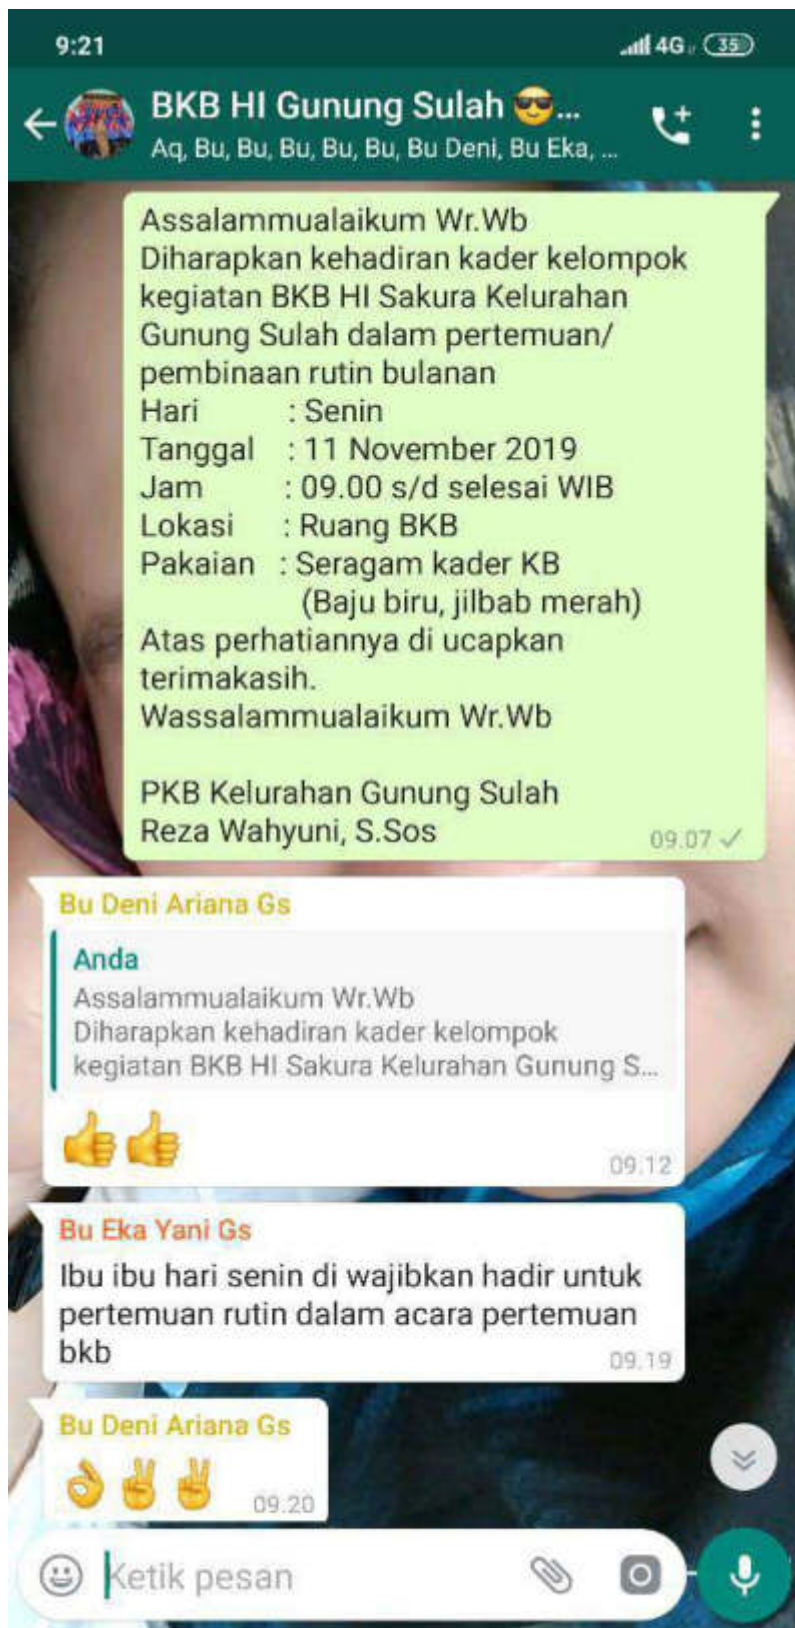 9:21
4G 35
BKB HI Gunung Sulah 😎...
Aq, Bu, Bu, Bu, Bu, Bu, Bu Deni, Bu Eka, ...
Assalammualaikum Wr.Wb
Diharapkan kehadiran kader kelompok
kegiatan BKB HI Sakura Kelurahan
Gunung Sulah dalam pertemuan/
pembinaan rutin bulanan
Hari : Senin
Tanggal : 11 November 2019
Jam : 09.00 s/d selesai WIB
Lokasi : Ruang BKB
Pakaian : Seragam kader KB
(Baju biru, jilbab merah)
Atas perhatiannya di ucapkan
terimakasih.
Wassalammualaikum Wr.Wb
PKB Kelurahan Gunung Sulah
Reza Wahyuni, S.Sos
09.07
Bu Deni Ariana Gs
Anda
Assalammualaikum Wr.Wb
Diharapkan kehadiran kader kelompok
kegiatan BKB HI Sakura Kelurahan Gunung S...
👍👍
09.12
Bu Eka Yani Gs
Ibu ibu hari senin di wajibkan hadir untuk
pertemuan rutin dalam acara pertemuan
bkb
09.19
Bu Deni Ariana Gs
👌✌✌
09.20
Ketik pesan